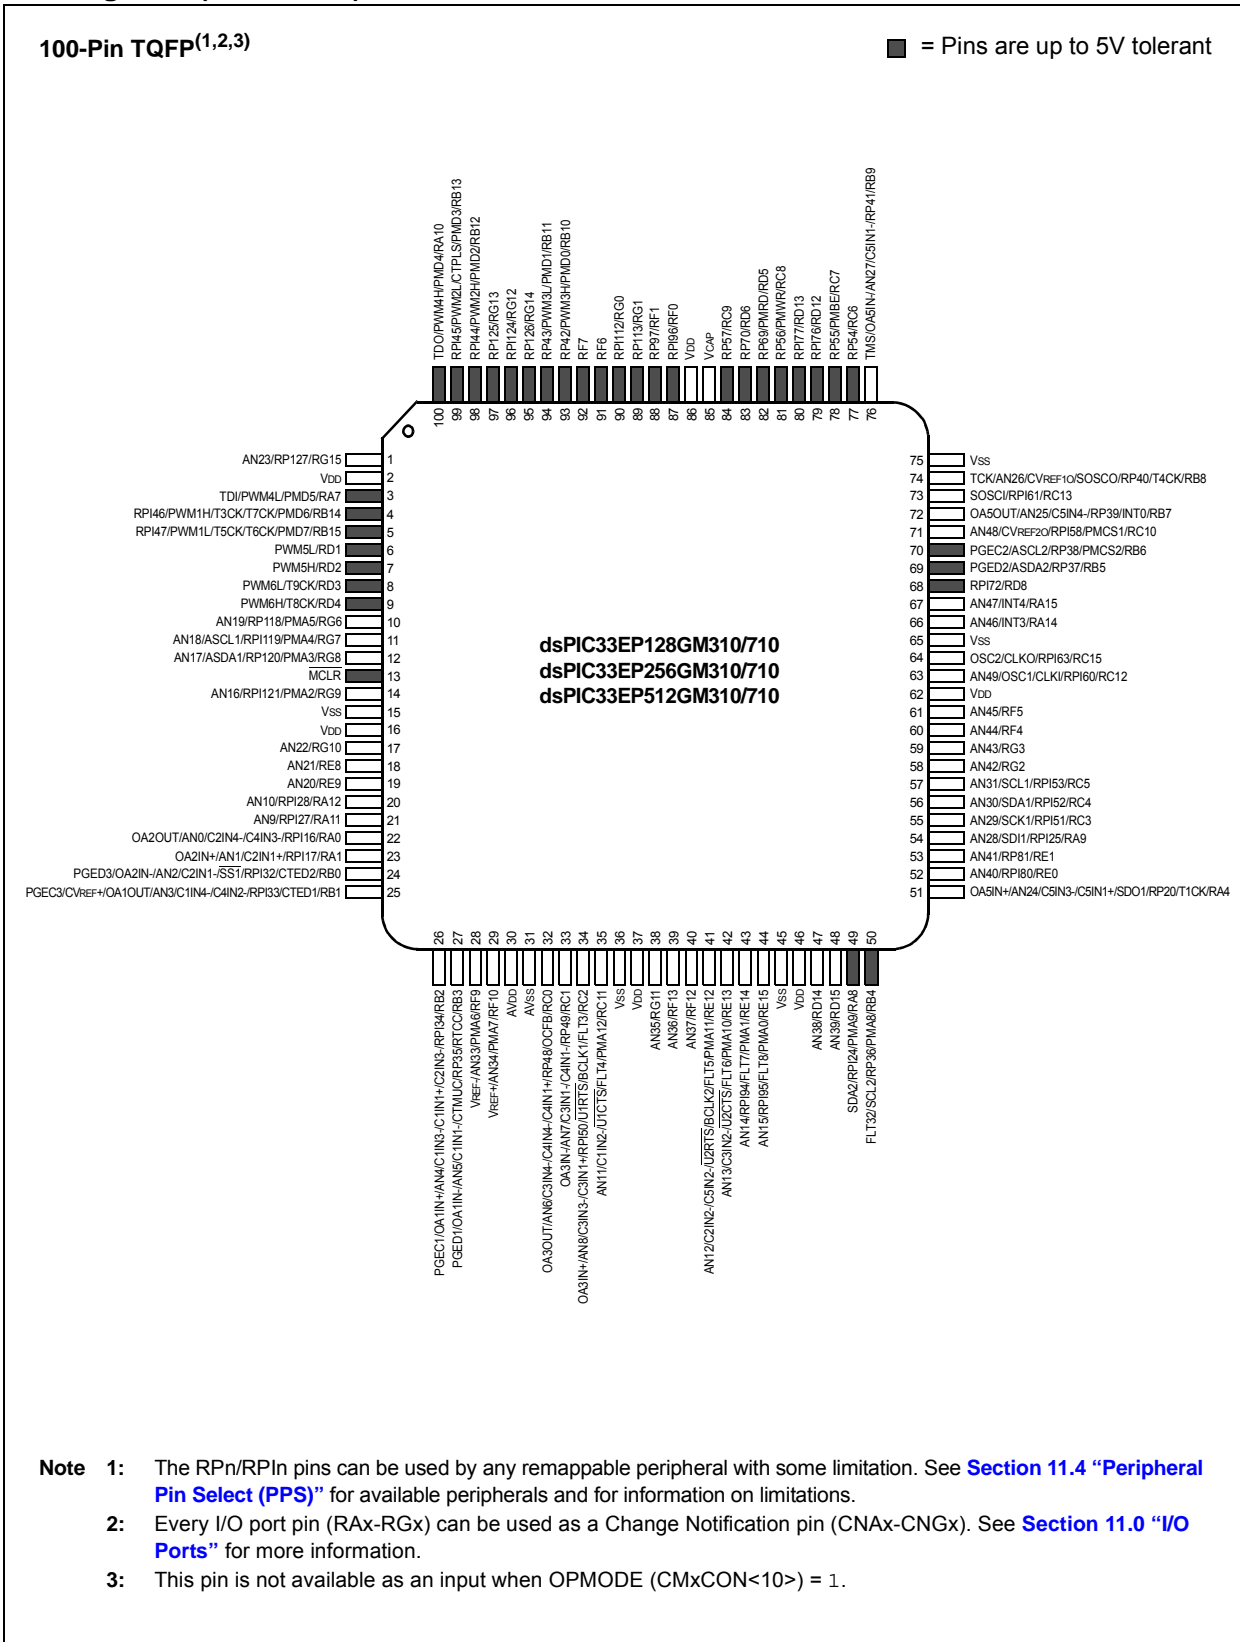 100-Pin TQFP(1,2,3)
= Pins are up to 5V tolerant
TDO/PWM4H/PMD4/RA10
RPI45/PWM2L/CTPLS/PMD3/RB13
RPI44/PWM2H/PMD2/RB12
RP125/RG13
RPI124/RG12
RP126/RG14
RP43/PWM3L/PMD1/RB11
RP42/PWM3H/PMD0/RB10
RF7
RF6
RPI112/RG0
RP113/RG1
RP97/RF1
RPI96/RF0
VDD
VCAP
RP57/RC9
RP70/RD6
RP69/PMRD/RD5
RP56/PMWR/RC8
RPI77/RD13
RPI76/RD12
RP55/PMBE/RC7
RP54/RC6
TMS/OA5IN-/AN27/C5IN1-/RP41/RB9
100 99 98 97 96 95 94 93 92 91 90 89 88 87 86 85 84 83 82 81 80 79 78 77 76
AN23/RP127/RG15 1
VDD 2
TDI/PWM4L/PMD5/RA7 3
RPI46/PWM1H/T3CK/T7CK/PMD6/RB14 4
RPI47/PWM1L/T5CK/T6CK/PMD7/RB15 5
PWM5L/RD1 6
PWM5H/RD2 7
PWM6L/T9CK/RD3 8
PWM6H/T8CK/RD4 9
AN19/RP118/PMA5/RG6 10
AN18/ASCL1/RPI119/PMA4/RG7 11
AN17/ASDA1/RP120/PMA3/RG8 12
MCLR 13
AN16/RPI121/PMA2/RG9 14
VSS 15
VDD 16
AN22/RG10 17
AN21/RE8 18
AN20/RE9 19
AN10/RPI28/RA12 20
AN9/RPI27/RA11 21
OA2OUT/AN0/C2IN4-/C4IN3-/RPI16/RA0 22
OA2IN+/AN1/C2IN1+/RPI17/RA1 23
PGED3/OA2IN-/AN2/C2IN1-/SS1/RPI32/CTED2/RB0 24
PGEC3/CVREF+/OA1OUT/AN3/C1IN4-/C4IN2-/RPI33/CTED1/RB1 25
dsPIC33EP128GM310/710
dsPIC33EP256GM310/710
dsPIC33EP512GM310/710
75 VSS
74 TCK/AN26/CVREF1O/SOSCO/RP40/T4CK/RB8
73 SOSCI/RPI61/RC13
72 OA5OUT/AN25/C5IN4-/RP39/INT0/RB7
71 AN48/CVREF2O/RPI58/PMCS1/RC10
70 PGEC2/ASCL2/RP38/PMCS2/RB6
69 PGED2/ASDA2/RP37/RB5
68 RPI72/RD8
67 AN47/INT4/RA15
66 AN46/INT3/RA14
65 VSS
64 OSC2/CLKO/RPI63/RC15
63 AN49/OSC1/CLKI/RPI60/RC12
62 VDD
61 AN45/RF5
60 AN44/RF4
59 AN43/RG3
58 AN42/RG2
57 AN31/SCL1/RPI53/RC5
56 AN30/SDA1/RPI52/RC4
55 AN29/SCK1/RPI51/RC3
54 AN28/SDI1/RPI25/RA9
53 AN41/RP81/RE1
52 AN40/RPI80/RE0
51 OA5IN+/AN24/C5IN3-/C5IN1+/SDO1/RP20/T1CK/RA4
26 27 28 29 30 31 32 33 34 35 36 37 38 39 40 41 42 43 44 45 46 47 48 49 50
PGEC1/OA1IN+/AN4/C1IN3-/C1IN1+/C2IN3-/RPI34/RB2
PGED1/OA1IN-/AN5/C1IN1-/CTMUC/RP35/RTCC/RB3
VREF-/AN33/PMA6/RF9
VREF+/AN34/PMA7/RF10
AVDD
AVSS
OA3OUT/AN6/C3IN4-/C4IN4-/C4IN1+/RP48/OCFB/RC0
OA3IN-/AN7/C3IN1-/C4IN1-/RP49/RC1
OA3IN+/AN8/C3IN3-/C3IN1+/RPI50/U1RTS/BCLK1/FLT3/RC2
AN11/C1IN2-/U1CTS/FLT4/PMA12/RC11
VSS
VDD
AN35/RG11
AN36/RF13
AN37/RF12
AN12/C2IN2-/C5IN2-/U2RTS/BCLK2/FLT5/PMA11/RE12
AN13/C3IN2-/U2CTS/FLT6/PMA10/RE13
AN14/RPI94/FLT7/PMA1/RE14
AN15/RPI95/FLT8/PMA0/RE15
VSS
VDD
AN38/RD14
AN39/RD15
SDA2/RPI24/PMA9/RA8
FLT32/SCL2/RP36/PMA8/RB4
Note 1: The RPn/RPIn pins can be used by any remappable peripheral with some limitation. See Section 11.4 “Peripheral
Pin Select (PPS)” for available peripherals and for information on limitations.
2: Every I/O port pin (RAx-RGx) can be used as a Change Notification pin (CNAx-CNGx). See Section 11.0 “I/O
Ports” for more information.
3: This pin is not available as an input when OPMODE (CMxCON<10>) = 1.